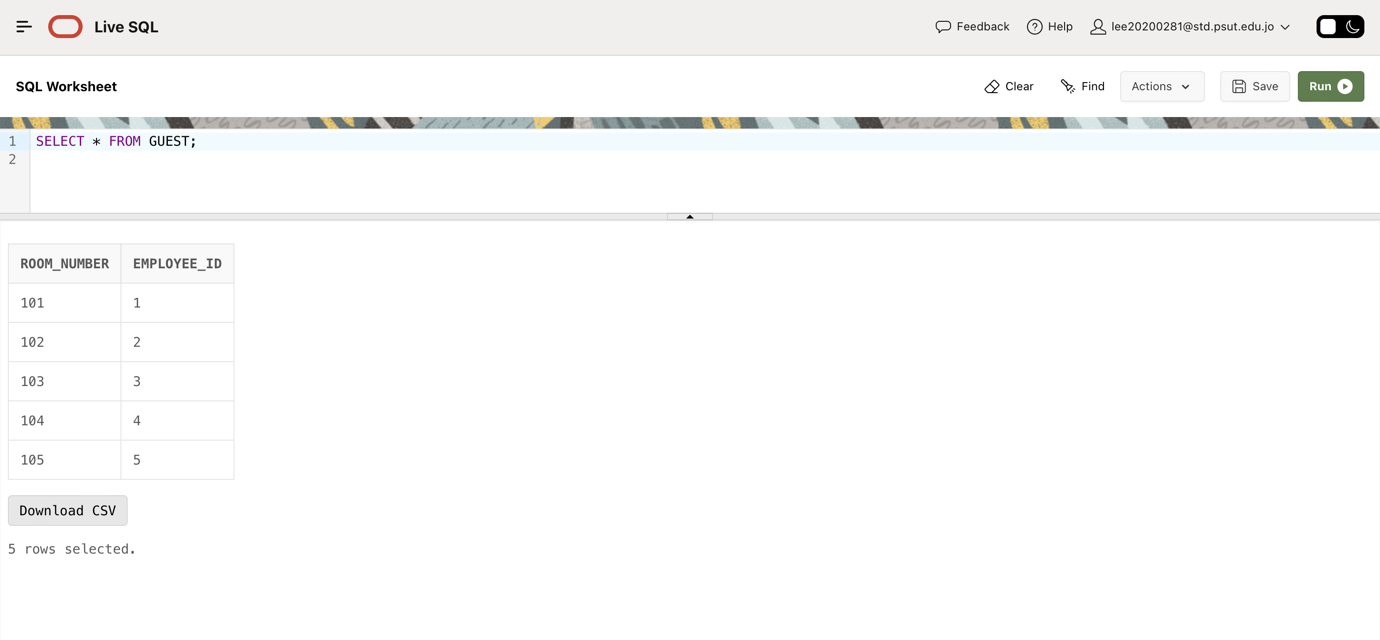 Live SQL Feedback Help lee20200281@std.psut.edu.jo
SQL Worksheet Clear Find Actions Save Run
1 SELECT * FROM GUEST;
2
ROOM_NUMBER EMPLOYEE_ID
101 1
102 2
103 3
104 4
105 5
Download CSV
5 rows selected.